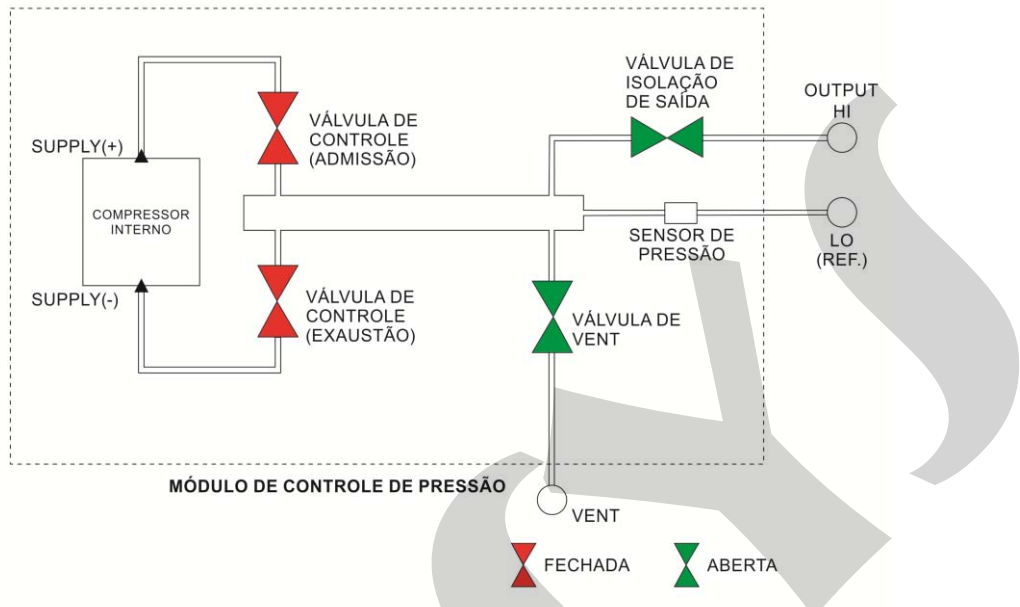 VÁLVULA DE
ISOLAÇÃO
DE SAÍDA
OUTPUT
HI
SUPPLY(+)
VÁLVULA DE
CONTROLE
(ADMISSÃO)
COMPRESSOR
INTERNO
SENSOR DE
PRESSÃO
LO
(REF.)
SUPPLY(-)
VÁLVULA DE
CONTROLE
(EXAUSTÃO)
VÁLVULA DE
VENT
MÓDULO DE CONTROLE DE PRESSÃO
VENT
FECHADA
ABERTA